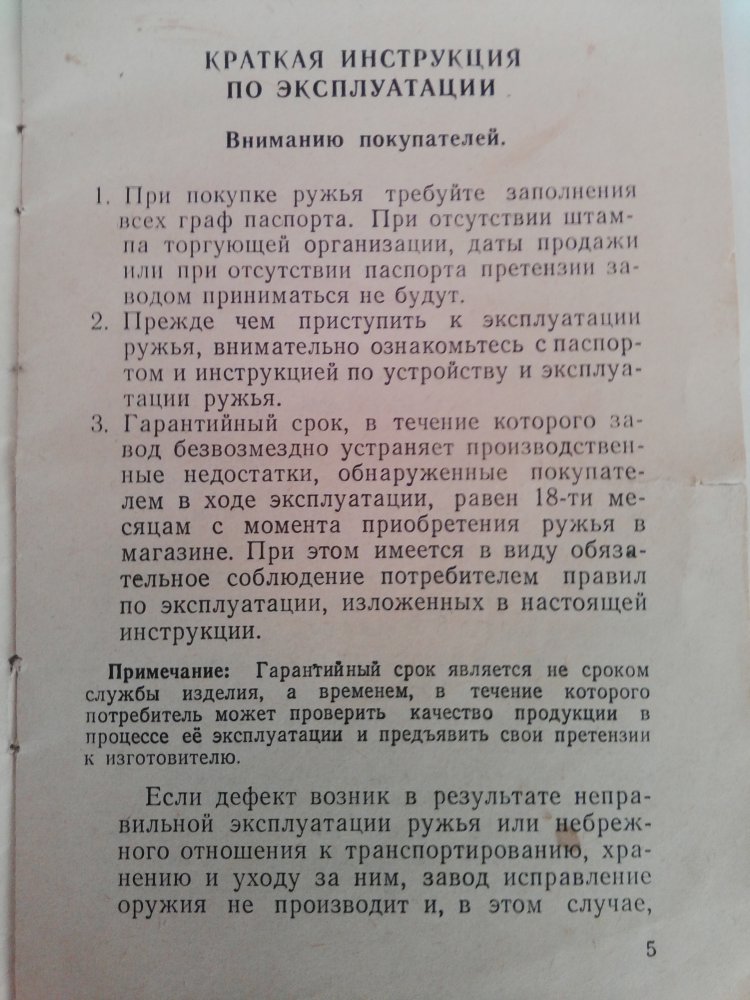 КРАТКАЯ ИНСТРУКЦИЯ
ПО ЭКСПЛУАТАЦИИ
Вниманию покупателей.
1. При покупке ружья требуйте заполнения
всех граф паспорта. При отсутствии штам-
па торгующей организации, даты продажи
или при отсутствии паспорта претензии за-
водом приниматься не будут.
2. Прежде чем приступить к эксплуатации
ружья, внимательно ознакомьтесь с паспор-
том и инструкцией по устройству и эксплуа-
тации ружья.
3. Гарантийный срок, в течение которого за-
вод безвозмездно устраняет производствен-
ные недостатки, обнаруженные покупате-
лем в ходе эксплуатации, равен 18-ти ме-
сяцам с момента приобретения ружья в
магазине. При этом имеется в виду обяза-
тельное соблюдение потребителем правил
по эксплуатации, изложенных в настоящей
инструкции.
Примечание: Гарантийный срок является не сроком
службы изделия, а временем, в течение которого
потребитель может проверить качество продукции в
процессе её эксплуатации и предъявить свои претензии
к изготовителю.
Если дефект возник в результате непра-
вильной эксплуатации ружья или небреж-
ного отношения к транспортированию, хра-
нению и уходу за ним, завод исправление
оружия не производит и, в этом случае,
5